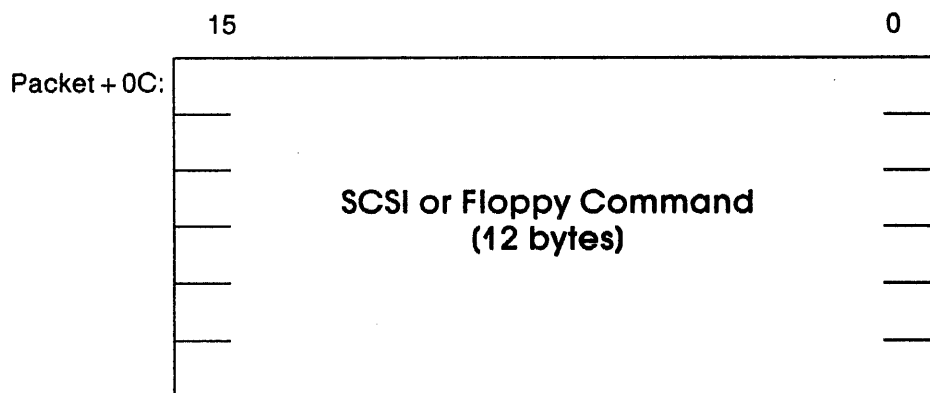 15 0
Packet + 0C:
SCSI or Floppy Command
(12 bytes)